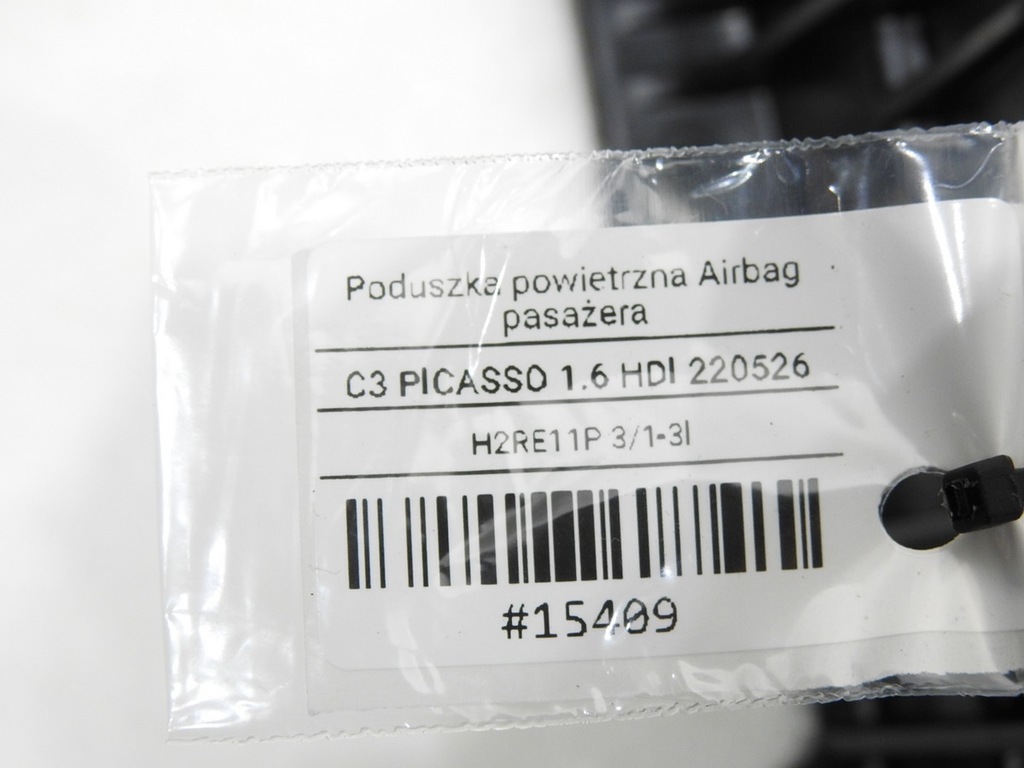 Poduszka powietrzna Airbag
pasażera
C3 PICASSO 1.6 HDI 220526
H2RE11P 3/1-3l
#15409